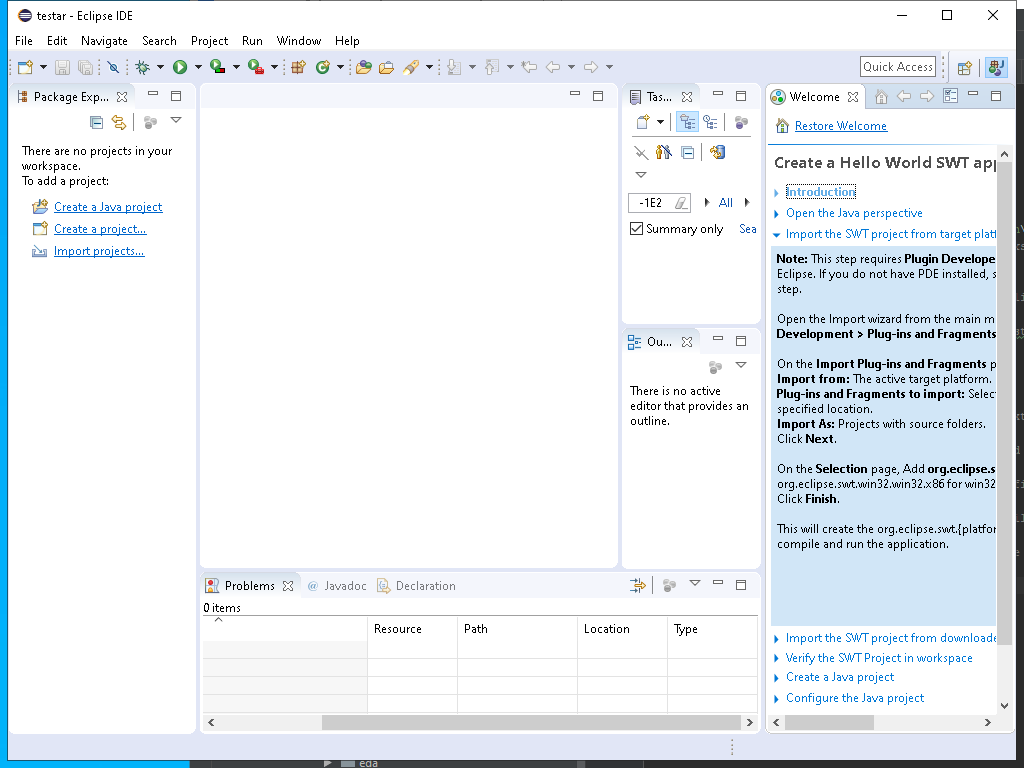 testar - Eclipse IDE
File Edit Navigate Search Project Run Window Help
Quick Access
Package Exp...
There are no projects in your
workspace.
To add a project:
Create a Java project
Create a project...
Import projects...
Tas...
-1E2
All
Summary only
Sea
Ou...
There is no active
editor that provides an
outline.
Welcome
Restore Welcome
Create a Hello World SWT app
Introduction
Open the Java perspective
Import the SWT project from target platf
Note: This step requires Plugin Develope
Eclipse. If you do not have PDE installed, s
step.
Open the Import wizard from the main m
Development > Plug-ins and Fragments
On the Import Plug-ins and Fragments p
Import from: The active target platform.
Plug-ins and Fragments to import: Selec
specified location.
Import As: Projects with source folders.
Click Next.
On the Selection page, Add org.eclipse.s
org.eclipse.swt.win32.win32.x86 for win32
Click Finish.
This will create the org.eclipse.swt.{platfor
compile and run the application.
Import the SWT project from downloade
Verify the SWT Project in workspace
Create a Java project
Configure the Java project
Problems @ Javadoc Declaration
0 items
Resource Path Location Type
eda